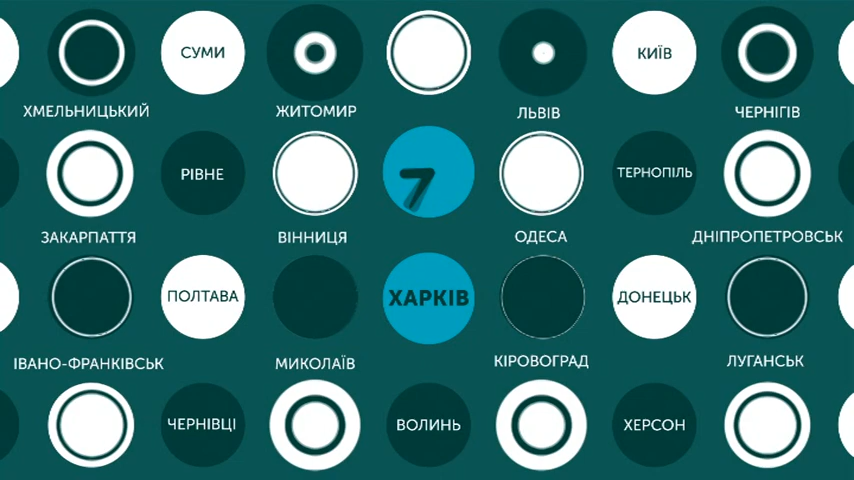 СУМИ
КИЇВ
ХМЕЛЬНИЦЬКИЙ
ЖИТОМИР
ЛЬВІВ
ЧЕРНІГІВ
РІВНЕ
7
ТЕРНОПІЛЬ
ЗАКАРПАТТЯ
ВІННИЦЯ
ОДЕСА
ДНІПРОПЕТРОВСЬК
ПОЛТАВА
ХАРКІВ
ДОНЕЦЬК
ІВАНО-ФРАНКІВСЬК
МИКОЛАЇВ
КІРОВОГРАД
ЛУГАНСЬК
ЧЕРНІВЦІ
ВОЛИНЬ
ХЕРСОН